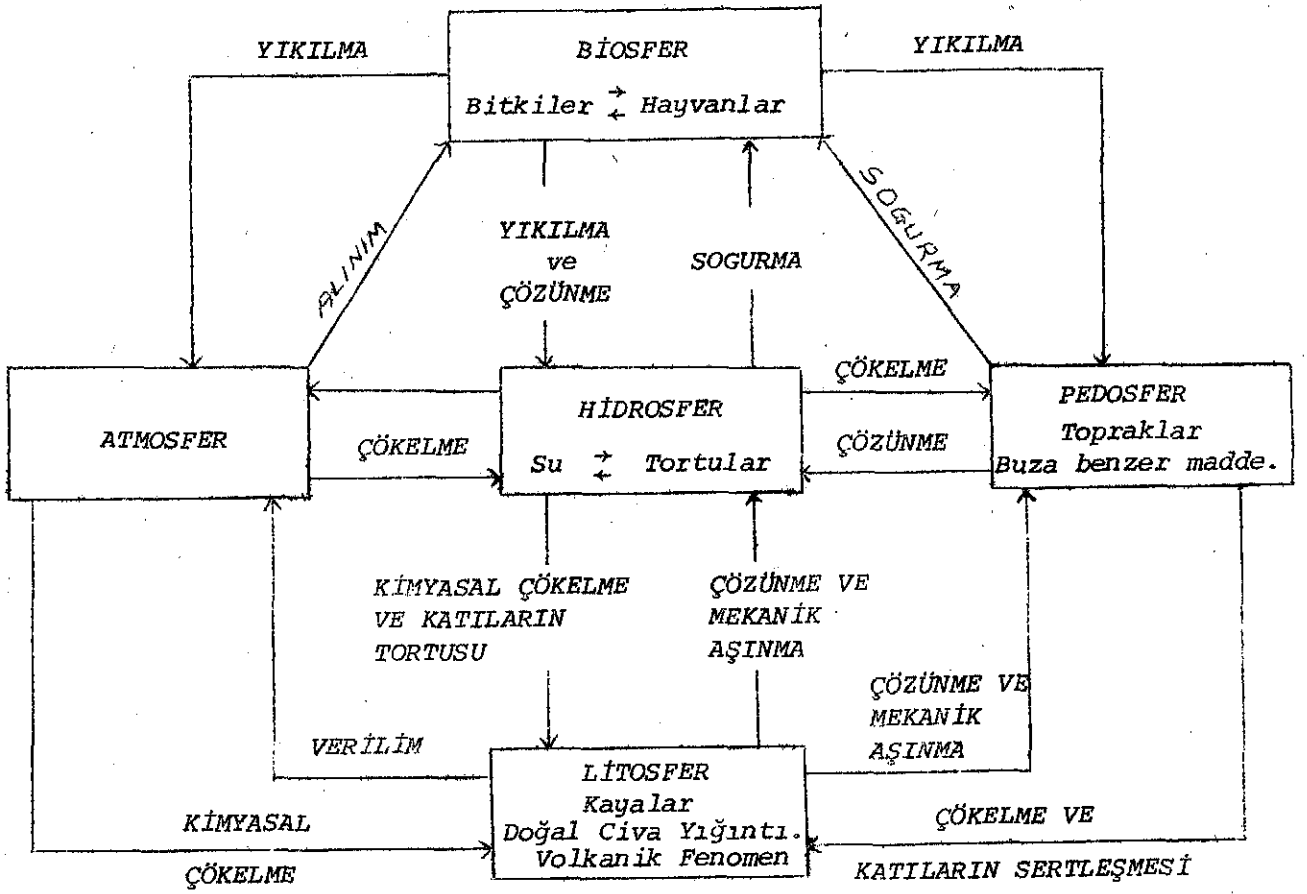 YIKILMA
BİOSFER
YIKILMA
Bitkiler → ← Hayvanlar
ALINIM
YIKILMA
ve
ÇÖZÜNME
SOGURMA
SOGURMA
ATMOSFER
ÇÖKELME
HİDROSFER
Su → ← Tortular
ÇÖKELME
ÇÖZÜNME
PEDOSFER
Topraklar
Buza benzer madde.
KİMYASAL ÇÖKELME
VE KATILARIN
TORTUSU
ÇÖZÜNME VE
MEKANİK
AŞINMA
ÇÖZÜNME VE
MEKANİK
AŞINMA
VERİLİM
LİTOSFER
Kayalar
Doğal Civa Yığıntı.
Volkanik Fenomen
KİMYASAL
ÇÖKELME
ÇÖKELME VE
KATILARIN SERTLEŞMESİ